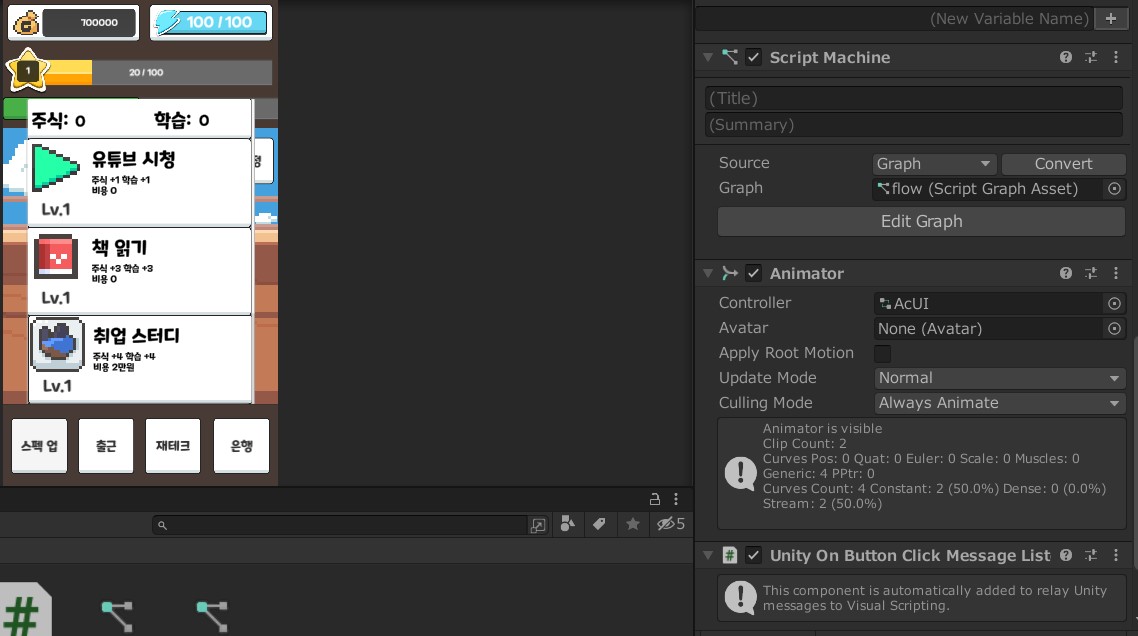 700000
100 / 100
1
20 / 100
주식: 0
학습: 0
유튜브 시청
주식 +1 학습 +1
비용 0
Lv.1
책 읽기
주식 +3 학습 +3
비용 0
Lv.1
취업 스터디
주식 +4 학습 +4
비용 2만원
Lv.1
스펙 업
출근
재테크
은행
5
#
(New Variable Name)
Script Machine
(Title)
(Summary)
Source
Graph
Convert
Graph
flow (Script Graph Asset)
Edit Graph
Animator
Controller
AcUI
Avatar
None (Avatar)
Apply Root Motion
Update Mode
Normal
Culling Mode
Always Animate
Animator is visible
Clip Count: 2
Curves Pos: 0 Quat: 0 Euler: 0 Scale: 0 Muscles: 0
Generic: 4 PPtr: 0
Curves Count: 4 Constant: 2 (50.0%) Dense: 0 (0.0%)
Stream: 2 (50.0%)
# Unity On Button Click Message List
This component is automatically added to relay Unity
messages to Visual Scripting.